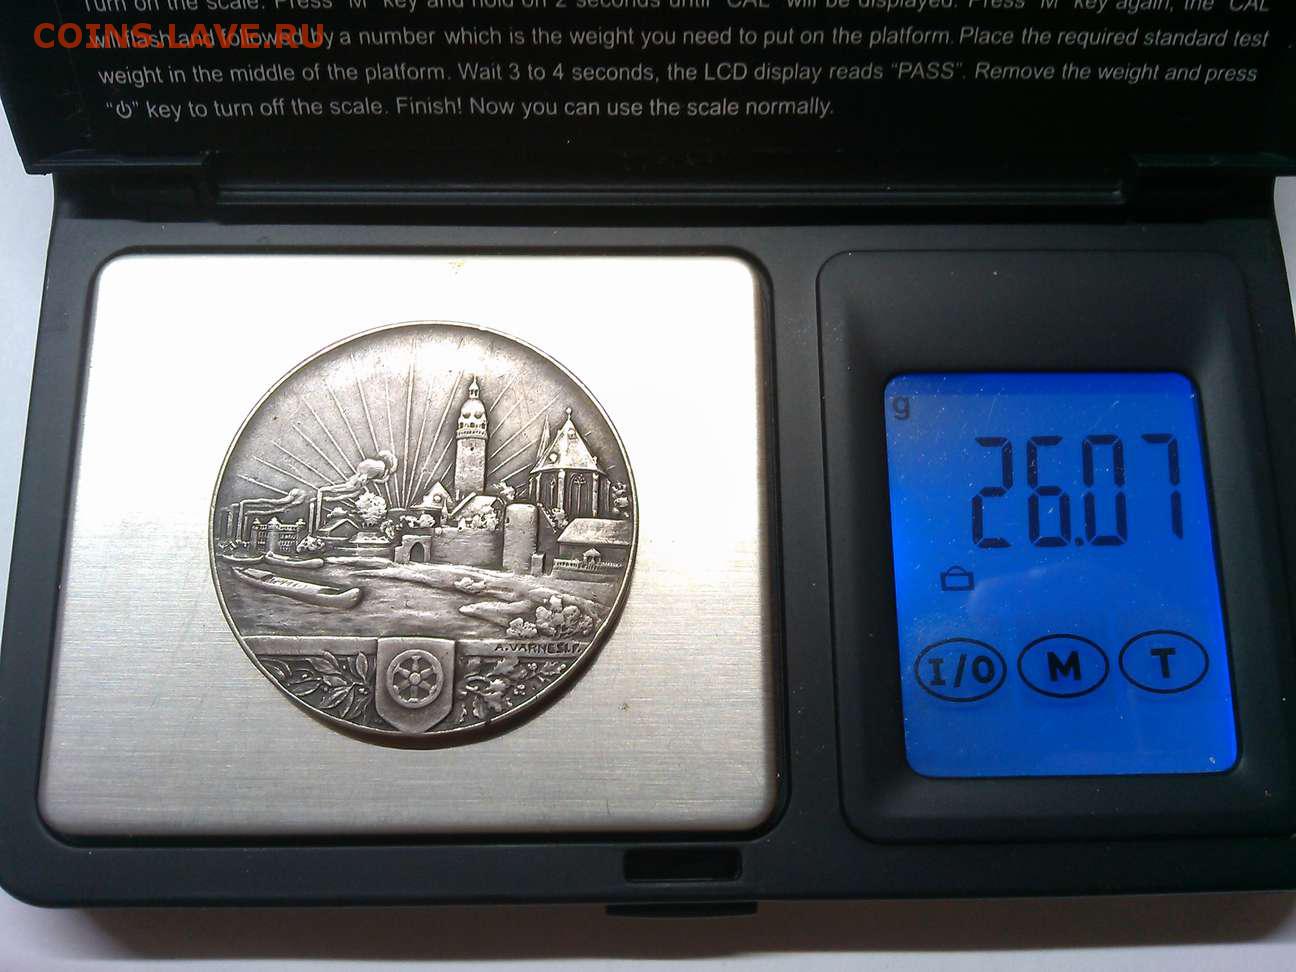 Turn on the scale. Press "M" key and hold on 2 seconds until "CAL" will be displayed. Press "M" key again, the "CAL"
COINS.LAVE.RU
will flash and followed by a number which is the weight you need to put on the platform. Place the required standard test
weight in the middle of the platform. Wait 3 to 4 seconds, the LCD display reads “PASS”. Remove the weight and press
“⏻” key to turn off the scale. Finish! Now you can use the scale normally.
g
26.07
I/O M T
A.VARNESI.F.